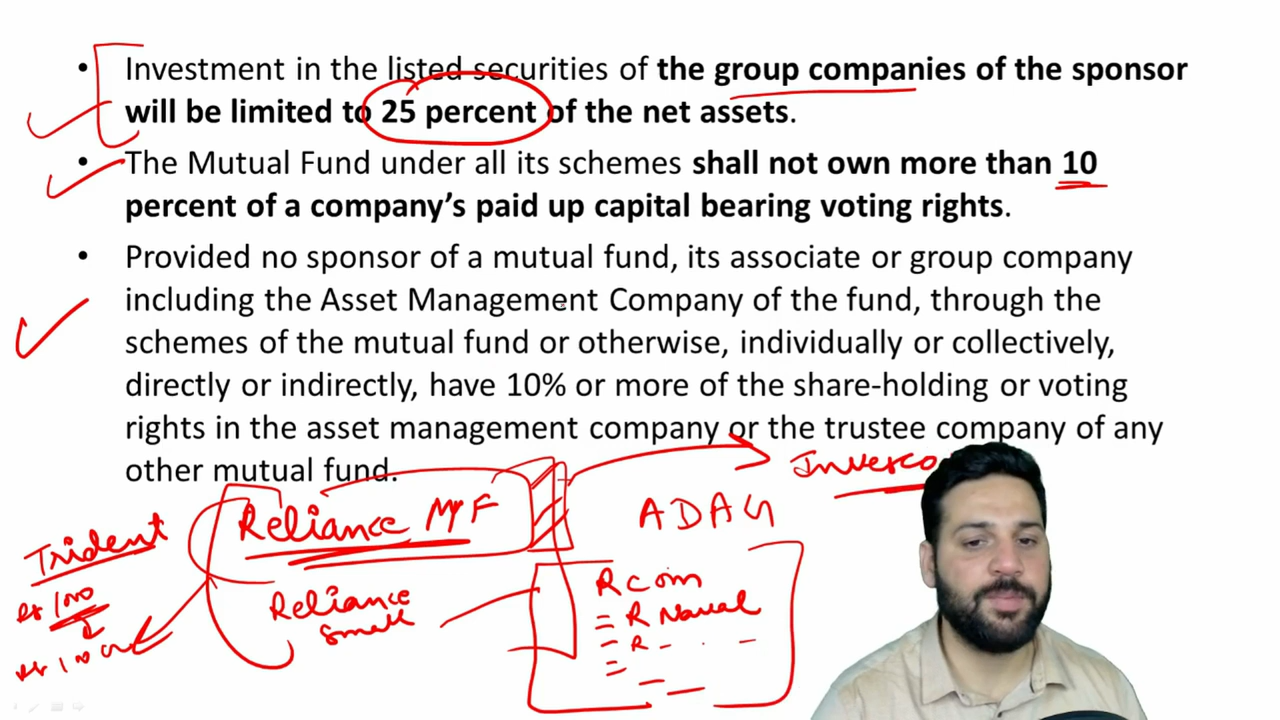 • Investment in the listed securities of the group companies of the sponsor
will be limited to 25 percent of the net assets.
• The Mutual Fund under all its schemes shall not own more than 10
percent of a company's paid up capital bearing voting rights.
• Provided no sponsor of a mutual fund, its associate or group company
including the Asset Management Company of the fund, through the
schemes of the mutual fund or otherwise, individually or collectively,
directly or indirectly, have 10% or more of the share-holding or voting
rights in the asset management company or the trustee company of any
other mutual fund.
Invesco
Reliance MF
ADAG
Trident
Reliance
Small
R Com
= R Naval
= R - . -